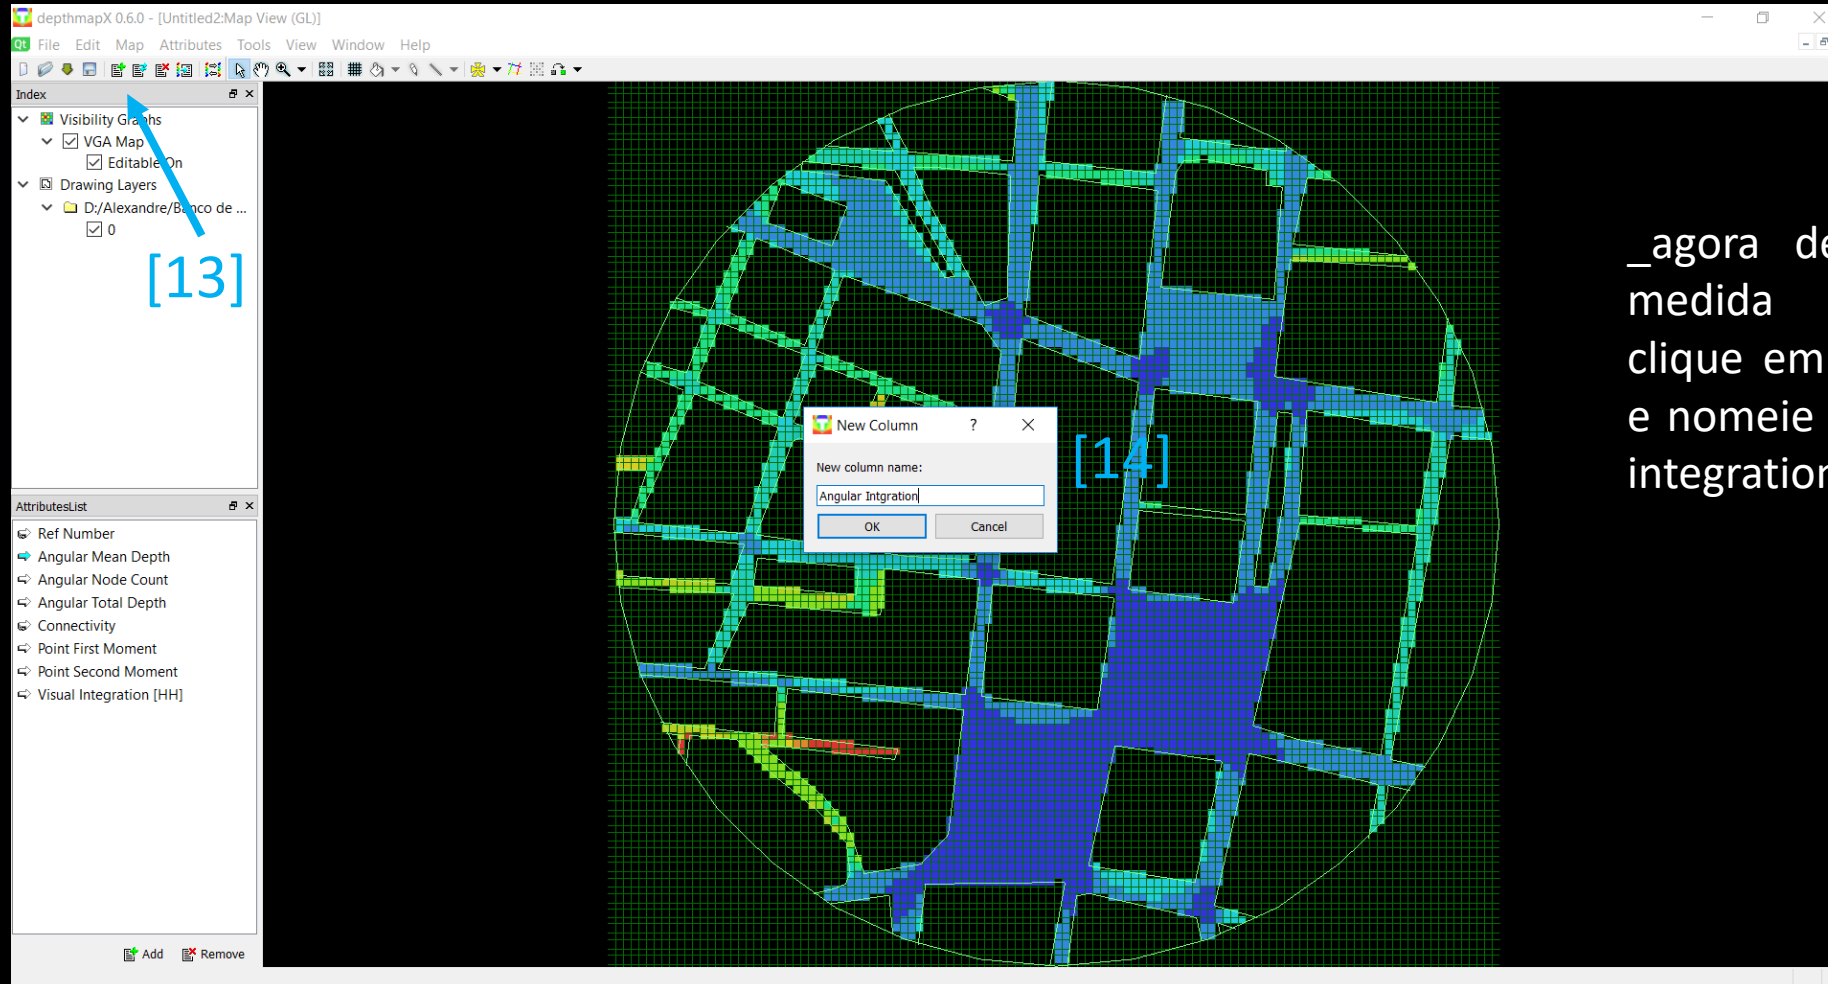 depthmapX 0.6.0 - [Untitled2:Map View (GL)]
Qt File Edit Map Attributes Tools View Window Help
Index
Visibility Graphs
VGA Map
Editable On
Drawing Layers
D:/Alexandre/Banco de ...
0
[13]
AttributesList
Ref Number
Angular Mean Depth
Angular Node Count
Angular Total Depth
Connectivity
Point First Moment
Point Second Moment
Visual Integration [HH]
Add Remove
New Column ?
New column name:
Angular Intgration
OK Cancel
[14]
_agora de
medida
clique em
e nomeie
integration